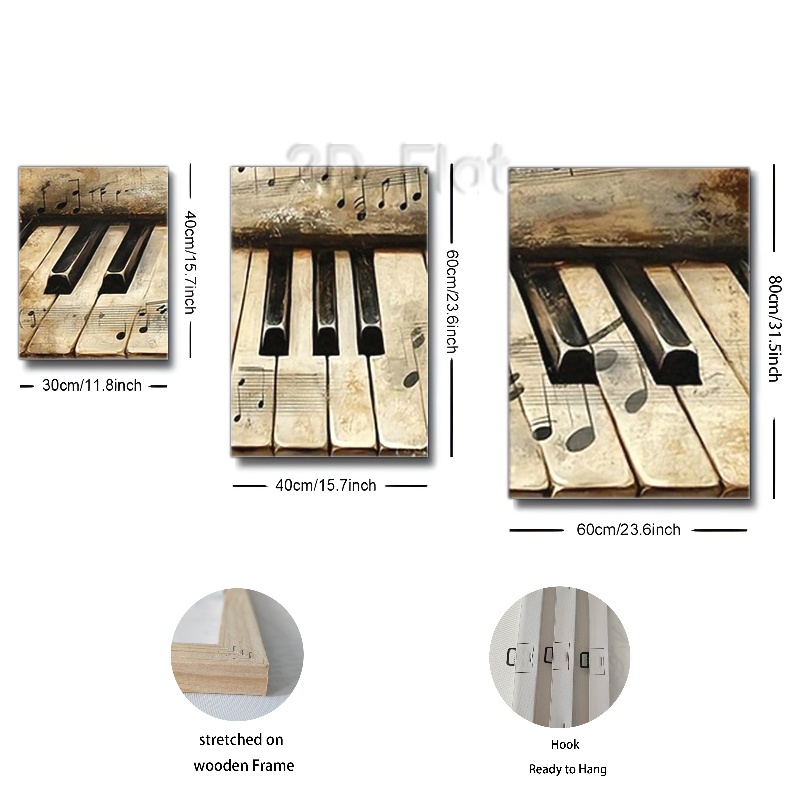 2D Flat
40cm/15.7inch
30cm/11.8inch
60cm/23.6inch
40cm/15.7inch
80cm/31.5inch
60cm/23.6inch
stretched on
wooden Frame
Hook
Ready to Hang